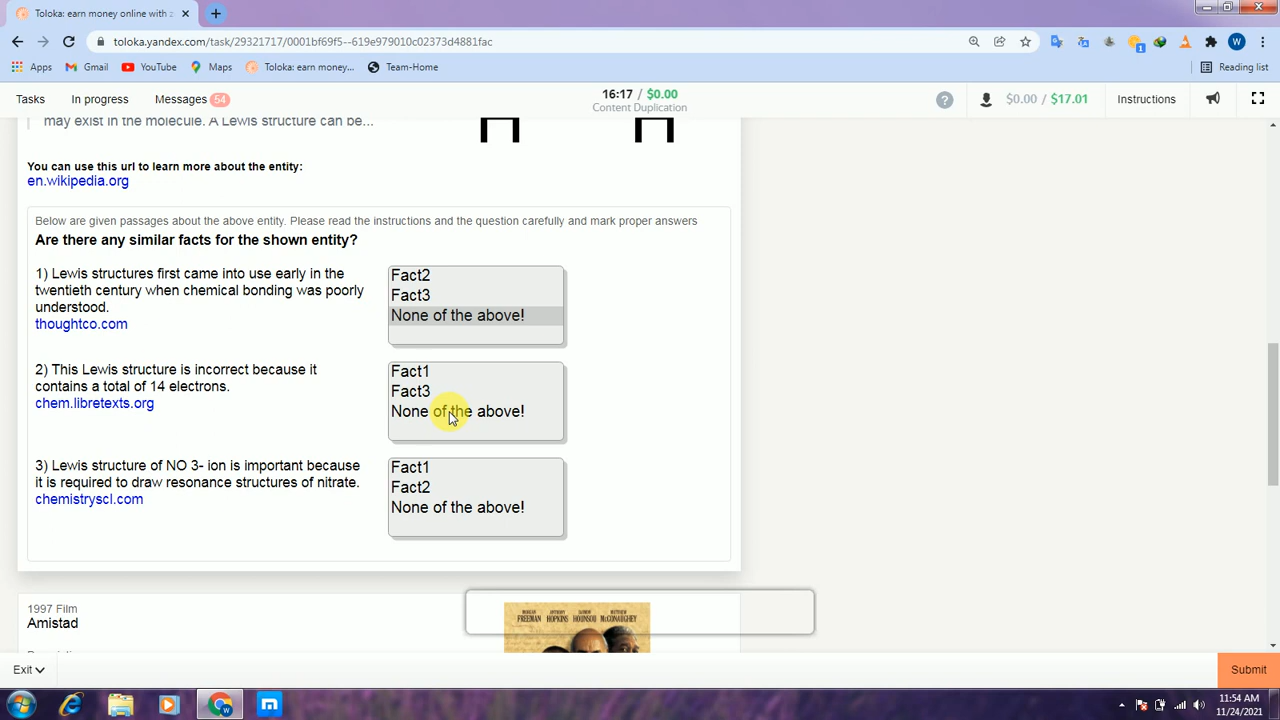 Toloka: earn money online with
toloka.yandex.com/task/29321717/0001bf69f5--619e979010c02373d4881fac
W
Apps
Gmail
YouTube
Maps
Toloka: earn money...
Team-Home
Reading list
Tasks
In progress
Messages 54
16:17 / $0.00
Content Duplication
$0.00 / $17.01
Instructions
may exist in the molecule. A Lewis structure can be...
You can use this url to learn more about the entity:
en.wikipedia.org
Below are given passages about the above entity. Please read the instructions and the question carefully and mark proper answers
Are there any similar facts for the shown entity?
1) Lewis structures first came into use early in the
twentieth century when chemical bonding was poorly
understood.
thoughtco.com
Fact2
Fact3
None of the above!
2) This Lewis structure is incorrect because it
contains a total of 14 electrons.
chem.libretexts.org
Fact1
Fact3
None of the above!
3) Lewis structure of NO 3- ion is important because
it is required to draw resonance structures of nitrate.
chemistryscl.com
Fact1
Fact2
None of the above!
1997 Film
Amistad
FREEMAN HOPKINS HOUNSOU McCONAUGHEY
Exit
Submit
11:54 AM
11/24/2021